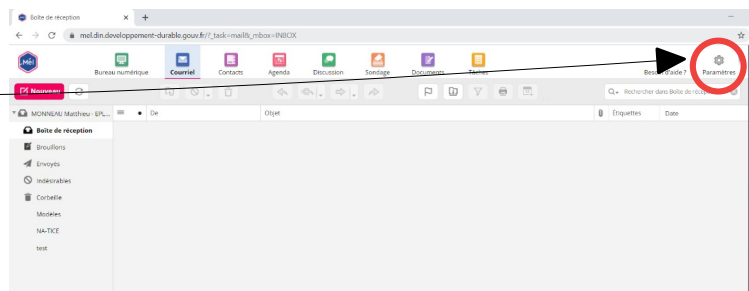 Boîte de réception
mel.din.developpement-durable.gouv.fr/?_task=mail&_mbox=INBOX
Mél
Bureau numérique Courriel Contacts Agenda Discussion Sondage Documents Tâches Besoin d'aide ? Paramètres
Nouveau
Rechercher dans Boîte de réception
MONNEAU Matthieu - EPL... De Objet Étiquettes Date
Boîte de réception
Brouillons
Envoyés
Indésirables
Corbeille
Modèles
NA-TICE
test